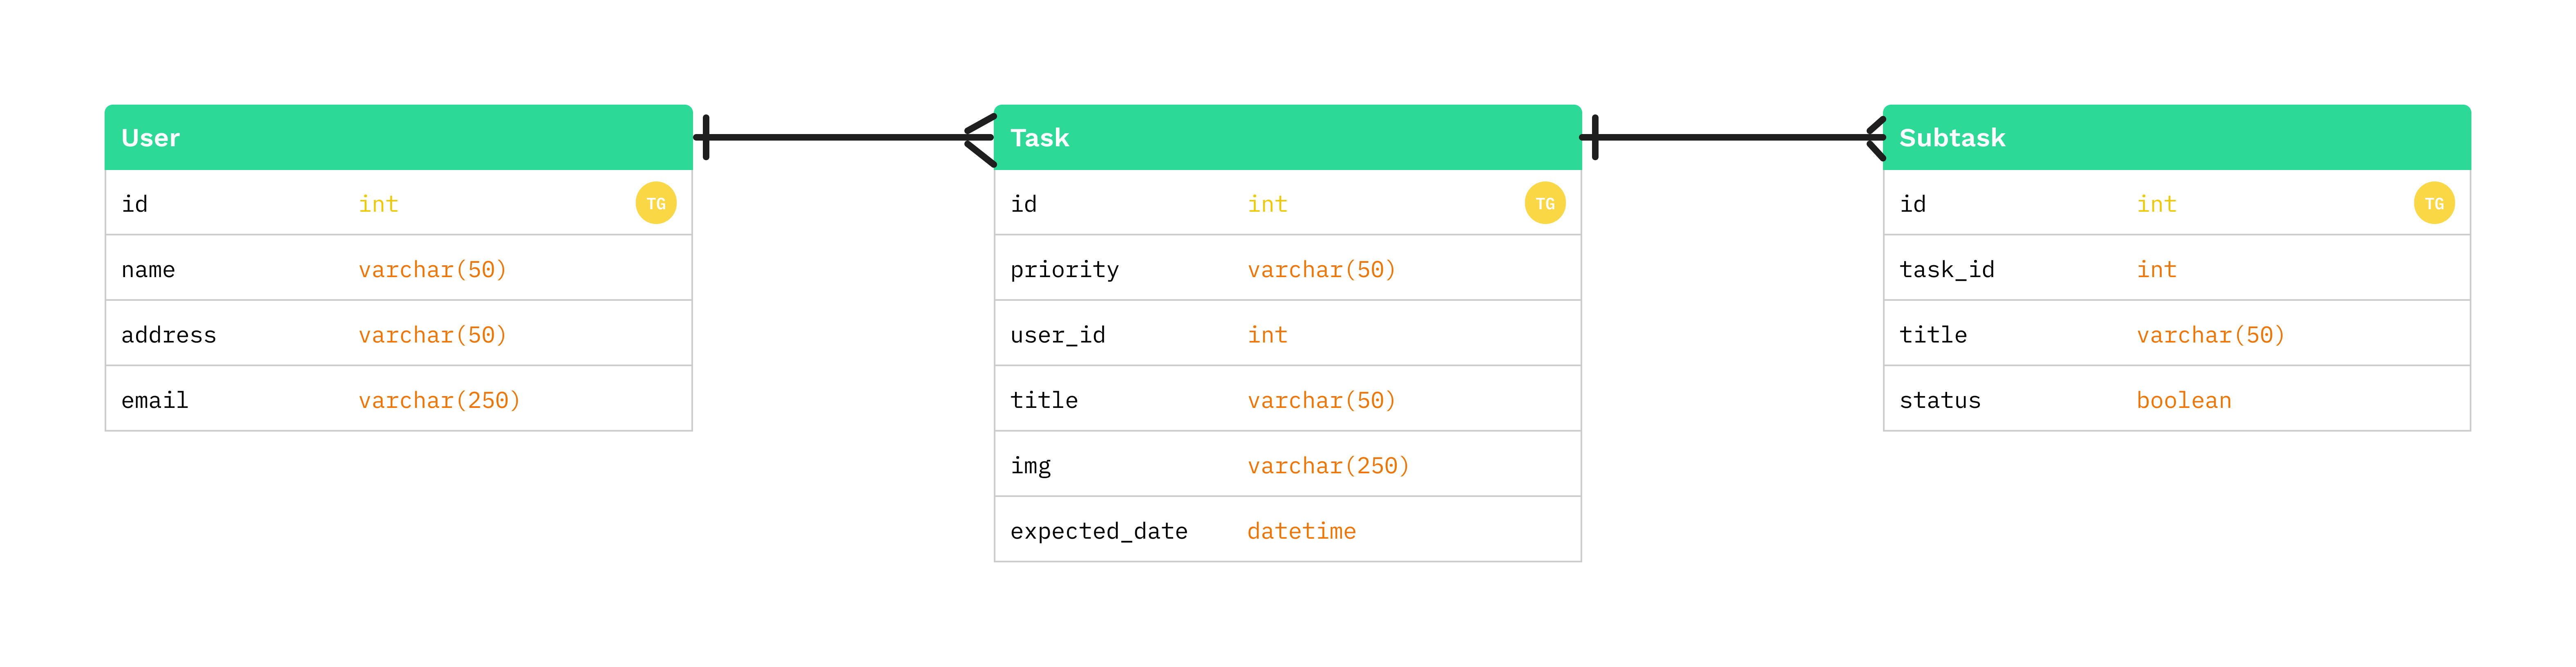 User
id int TG
name varchar(50)
address varchar(50)
email varchar(250)
Task
id int TG
priority varchar(50)
user_id int
title varchar(50)
img varchar(250)
expected_date datetime
Subtask
id int TG
task_id int
title varchar(50)
status boolean